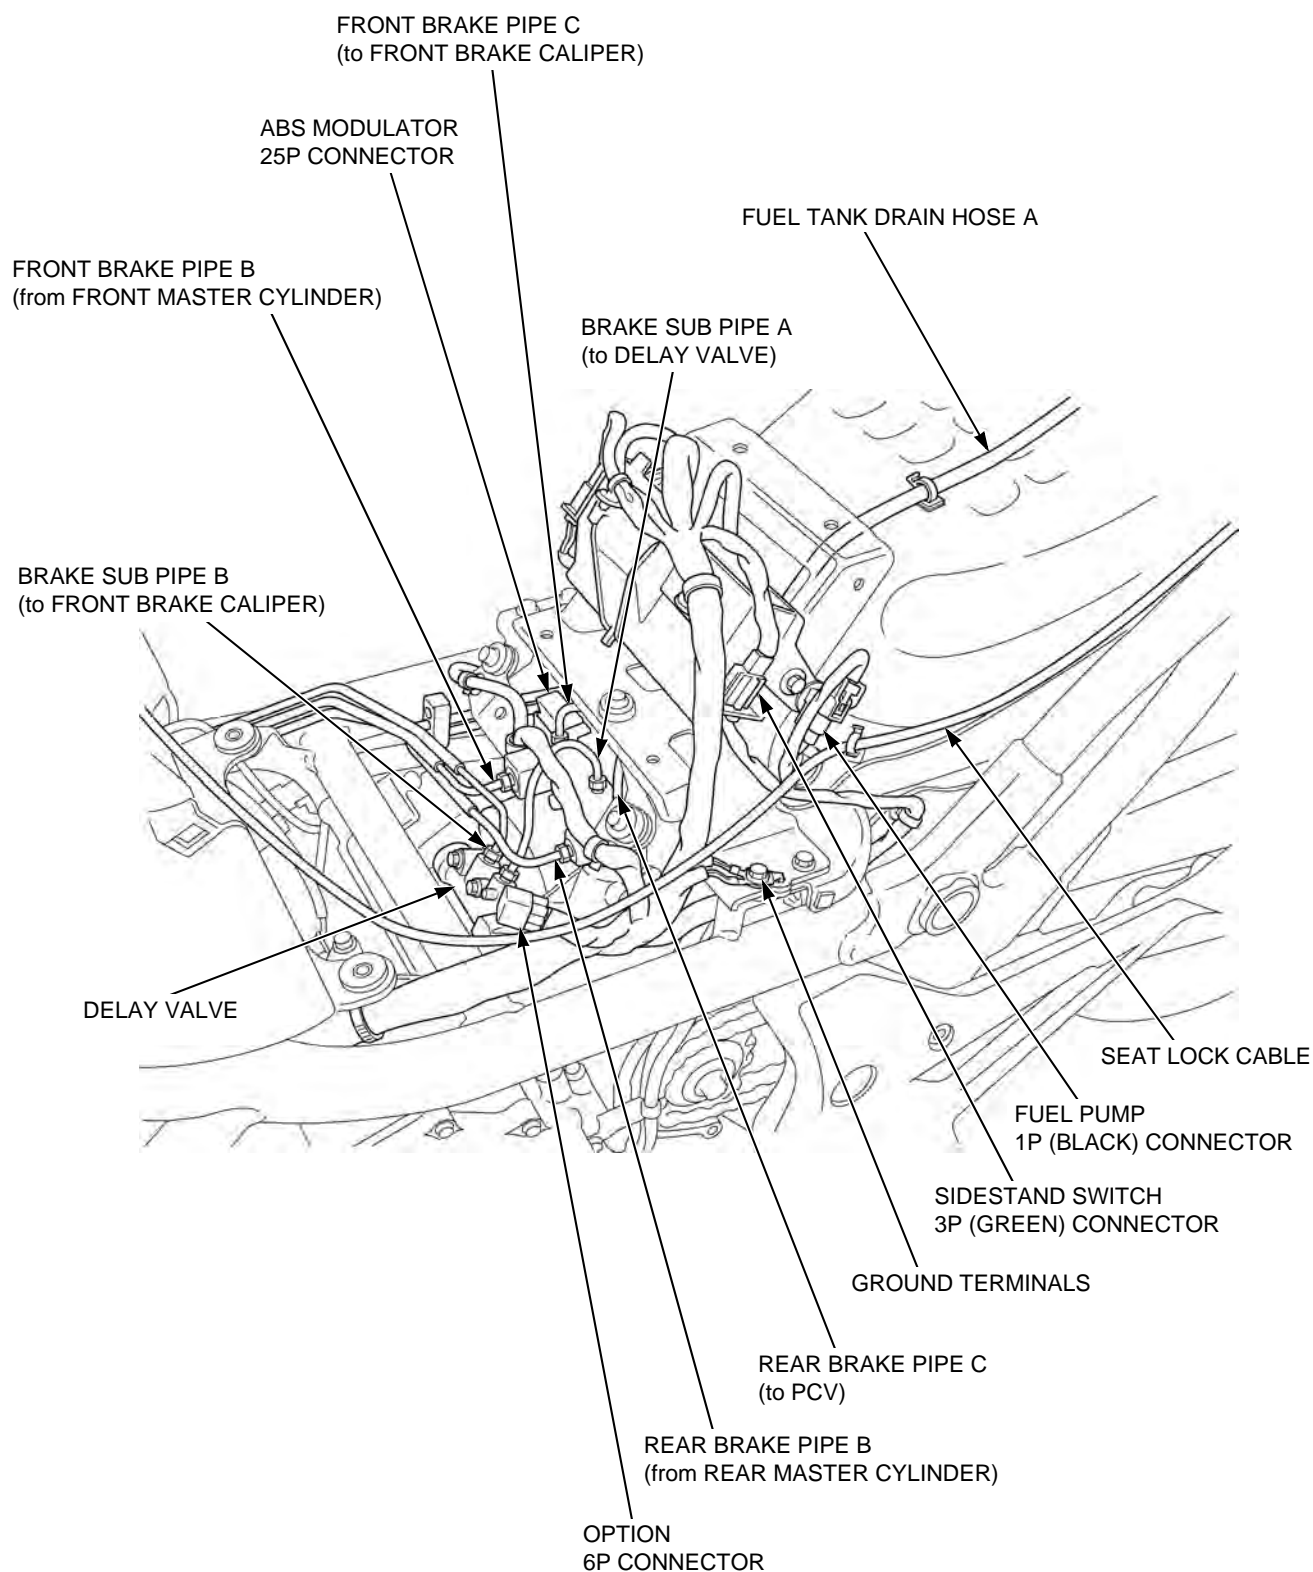 FRONT BRAKE PIPE C
(to FRONT BRAKE CALIPER)
ABS MODULATOR
25P CONNECTOR
FUEL TANK DRAIN HOSE A
FRONT BRAKE PIPE B
(from FRONT MASTER CYLINDER)
BRAKE SUB PIPE A
(to DELAY VALVE)
BRAKE SUB PIPE B
(to FRONT BRAKE CALIPER)
DELAY VALVE
SEAT LOCK CABLE
FUEL PUMP
1P (BLACK) CONNECTOR
SIDESTAND SWITCH
3P (GREEN) CONNECTOR
GROUND TERMINALS
REAR BRAKE PIPE C
(to PCV)
REAR BRAKE PIPE B
(from REAR MASTER CYLINDER)
OPTION
6P CONNECTOR